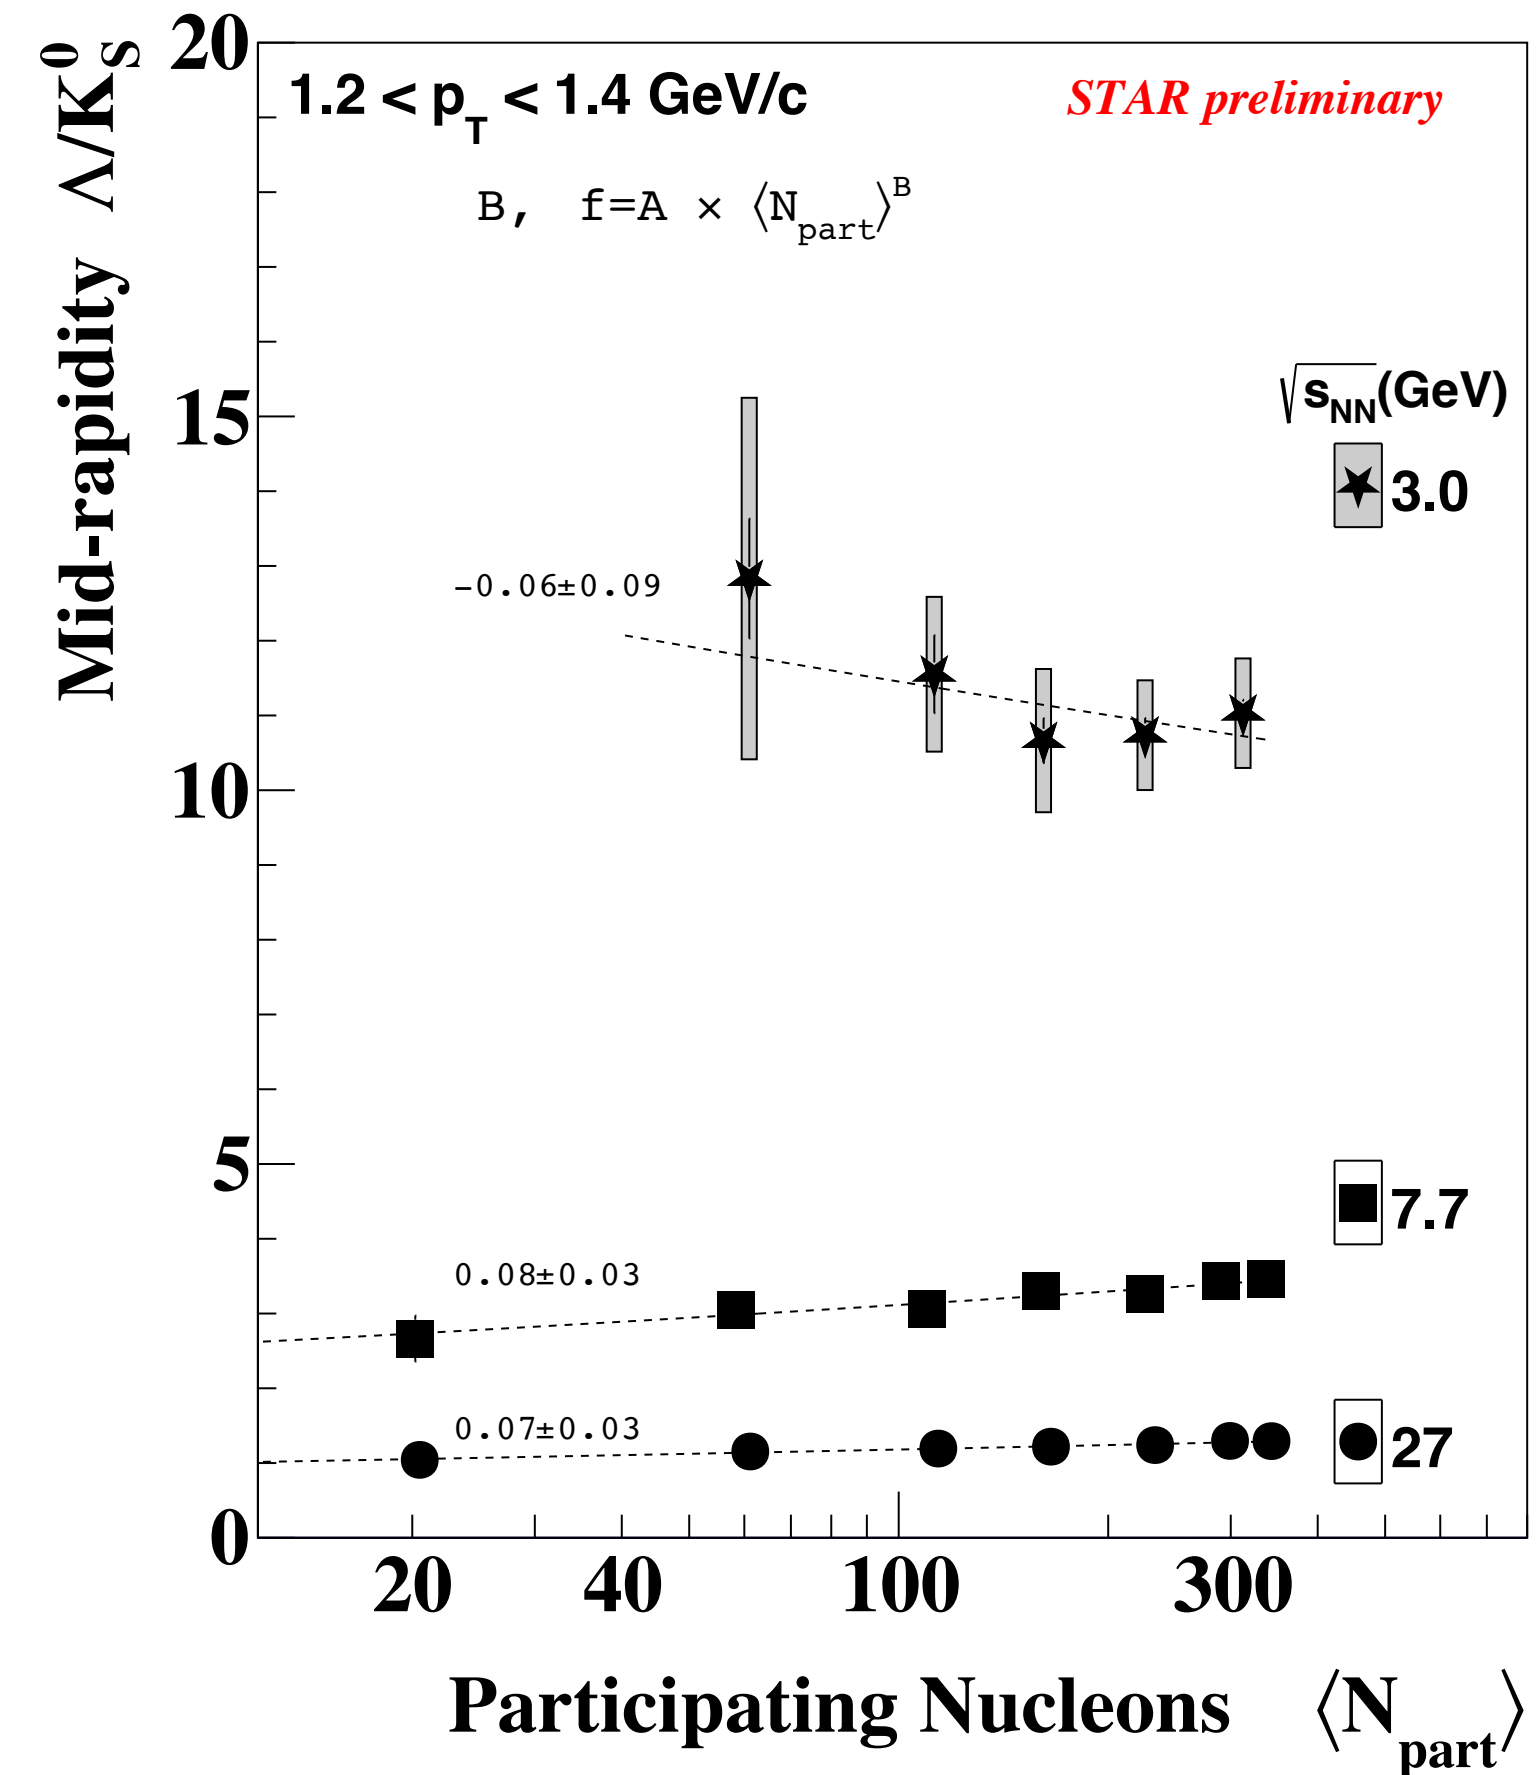 Mid-rapidity Λ/K⁰_S
20
15
10
5
0
1.2 < p_T < 1.4 GeV/c
STAR preliminary
B, f=A × ⟨N_part⟩^B
√s_NN(GeV)
3.0
-0.06±0.09
7.7
0.08±0.03
27
0.07±0.03
20 40 100 300
Participating Nucleons ⟨N_part⟩